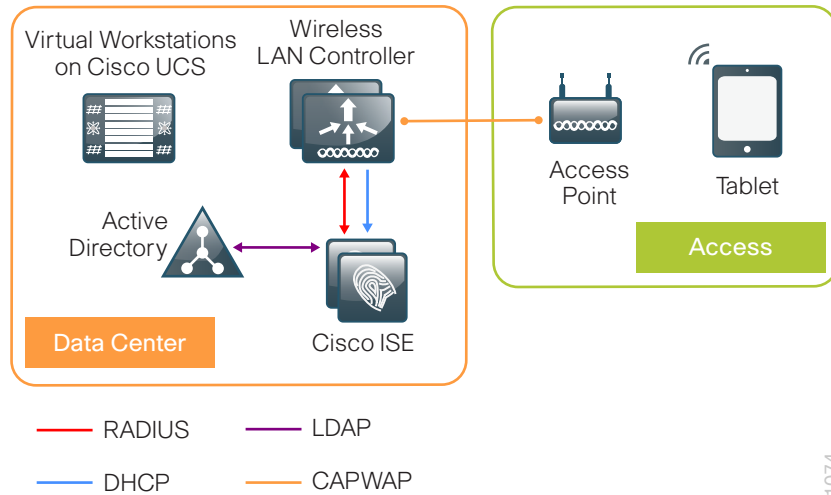 Virtual Workstations
on Cisco UCS
Wireless
LAN Controller
Access
Point
Tablet
Active
Directory
Access
Data Center
Cisco ISE
RADIUS
LDAP
DHCP
CAPWAP